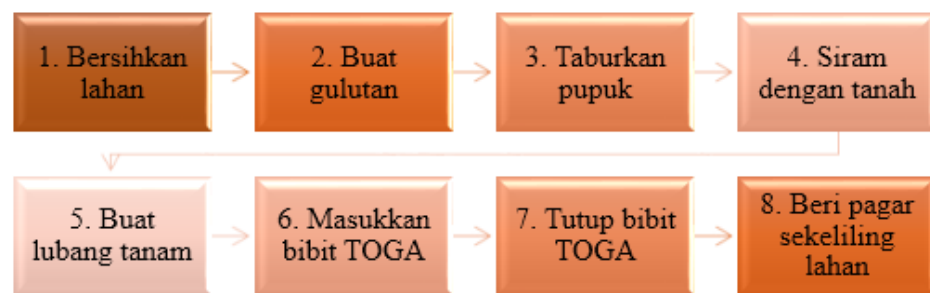 1. Bersihkan
lahan
2. Buat
gulutan
3. Taburkan
pupuk
4. Siram
dengan tanah
5. Buat
lubang tanam
6. Masukkan
bibit TOGA
7. Tutup bibit
TOGA
8. Beri pagar
sekeliling
lahan